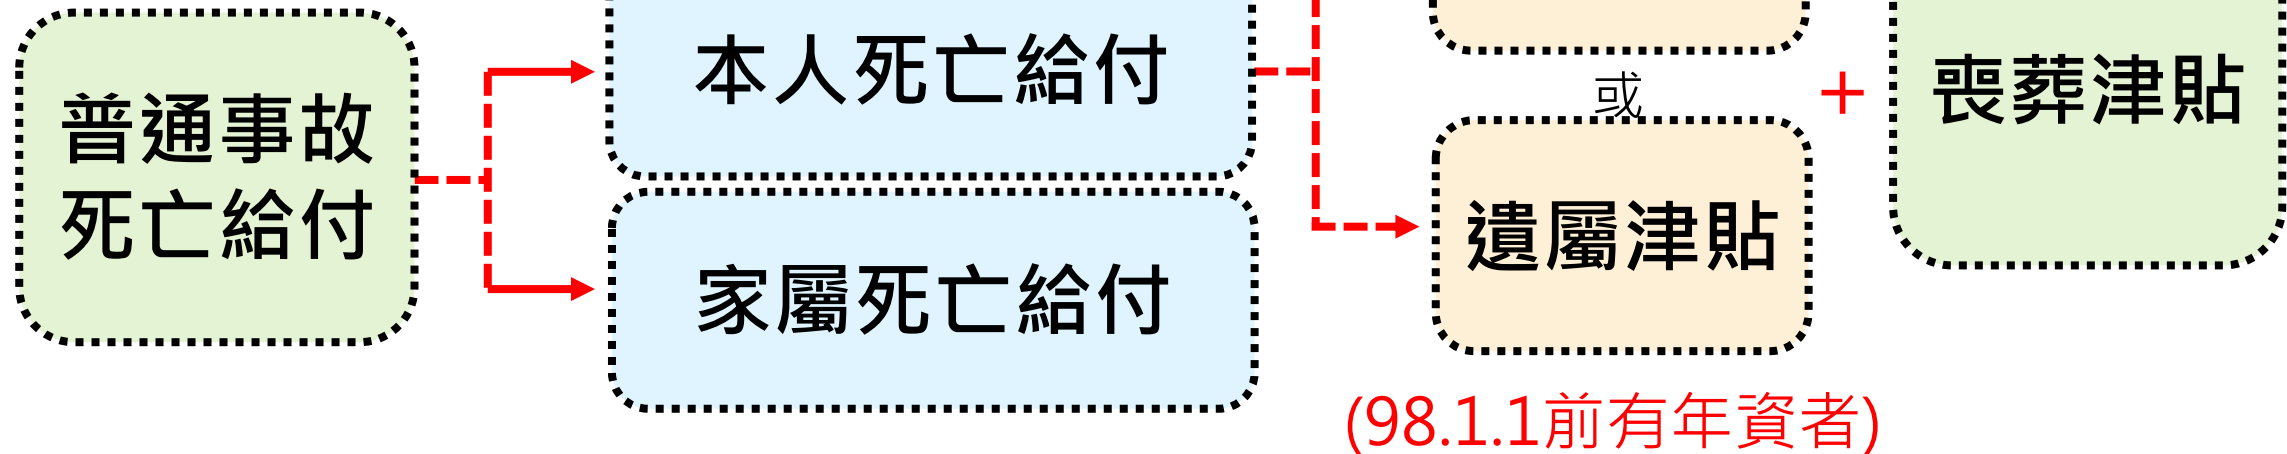 普通事故
死亡給付
本人死亡給付
家屬死亡給付
或
遺屬津貼
(98.1.1前有年資者)
+
喪葬津貼